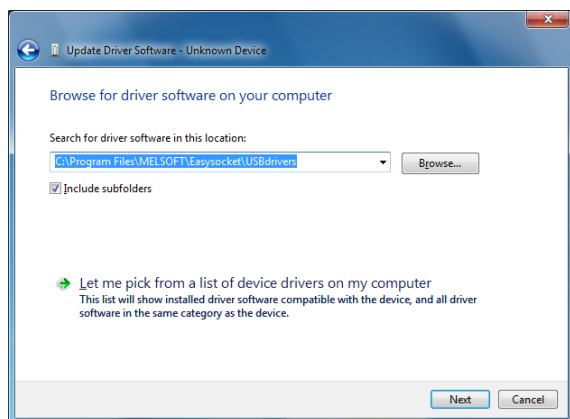 Update Driver Software - Unknown Device
Browse for driver software on your computer
Search for driver software in this location:
C:\Program Files\MELSOFT\Easysocket\USBdrivers
Browse...
Include subfolders
Let me pick from a list of device drivers on my computer
This list will show installed driver software compatible with the device, and all driver
software in the same category as the device.
Next
Cancel